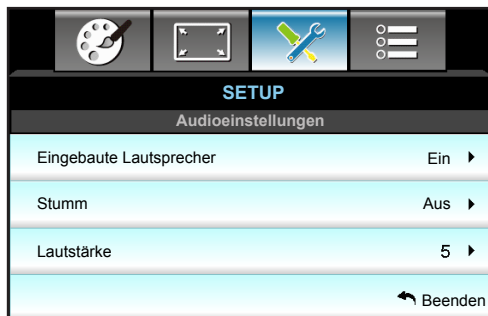 SETUP
Audioeinstellungen
Eingebaute Lautsprecher Ein
Stumm Aus
Lautstärke 5
Beenden